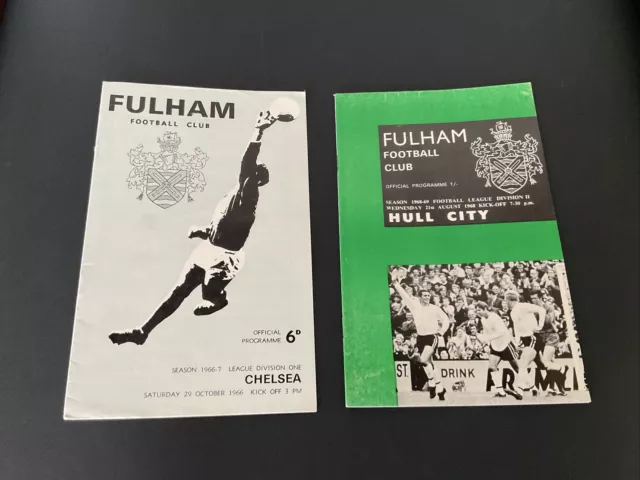 FULHAM
FOOTBALL CLUB
OFFICIAL
PROGRAMME 6D
SEASON 1966-7 LEAGUE DIVISION ONE
CHELSEA
SATURDAY 29 OCTOBER 1966 KICK OFF 3 PM
FULHAM
FOOTBALL
CLUB
OFFICIAL PROGRAMME 1/-
SEASON 1968-69 FOOTBALL LEAGUE DIVISION II
WEDNESDAY 21st AUGUST 1968 KICK-OFF 7.30 p.m.
HULL CITY
ST. DRINK